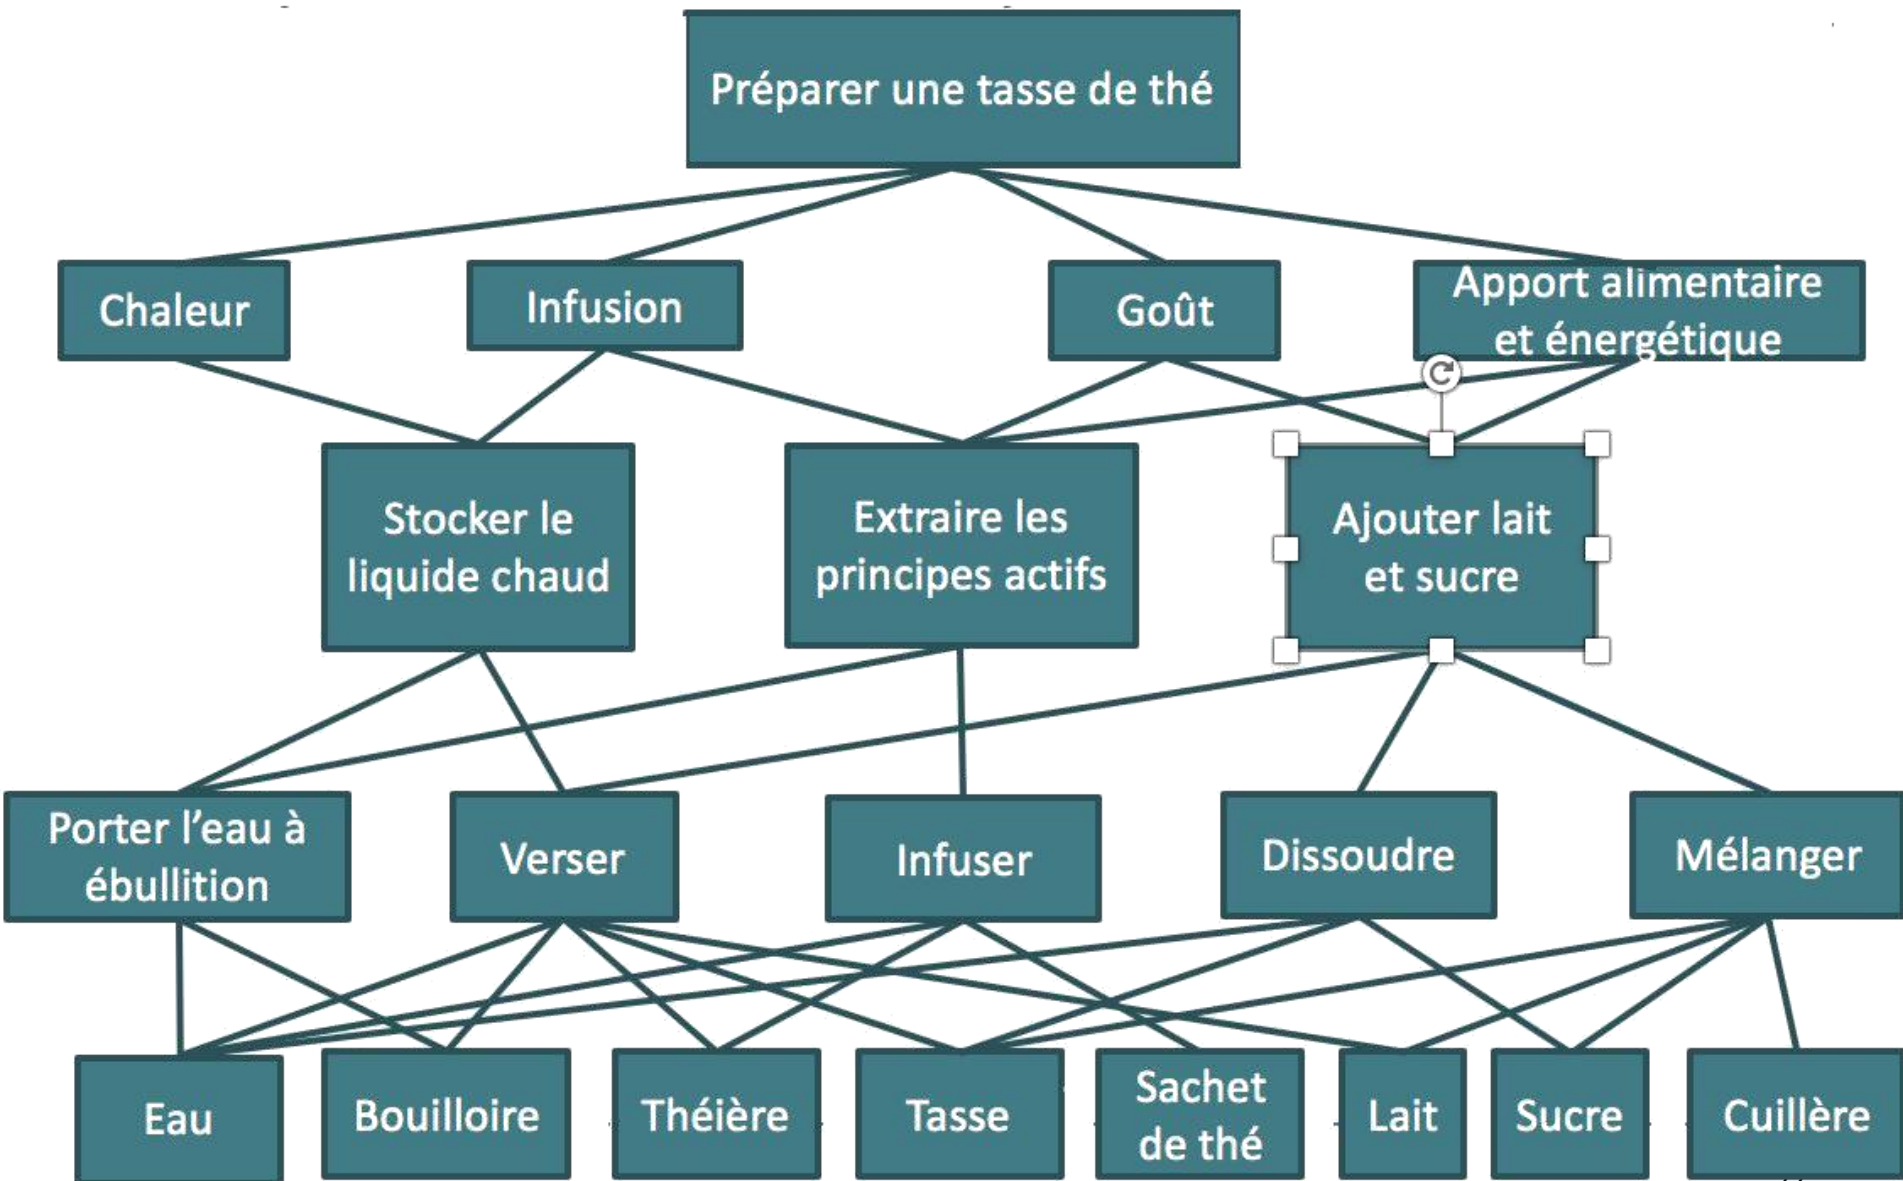 Préparer une tasse de thé
Chaleur
Infusion
Goût
Apport alimentaire
et énergétique
Stocker le
liquide chaud
Extraire les
principes actifs
Ajouter lait
et sucre
Porter l’eau à
ébullition
Verser
Infuser
Dissoudre
Mélanger
Eau
Bouilloire
Théière
Tasse
Sachet
de thé
Lait
Sucre
Cuillère